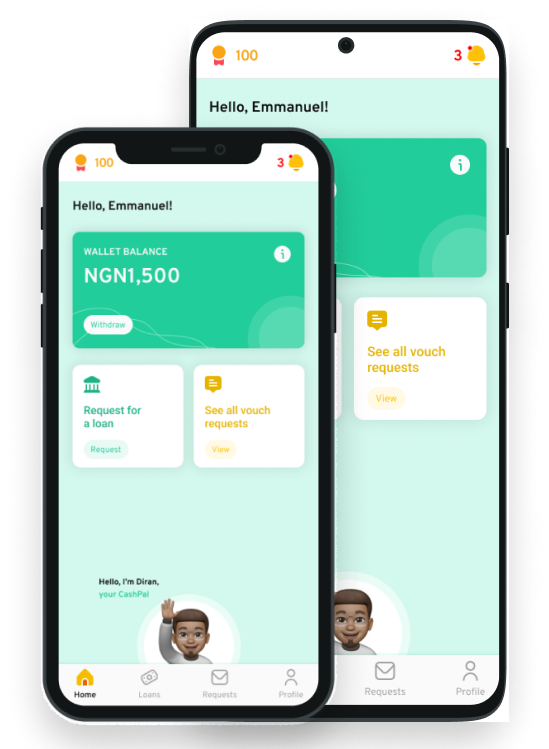 100
3
Hello, Emmanuel!
WALLET BALANCE
NGN1,500
Withdraw
Request for
a loan
Request
See all vouch
requests
View
Hello, I'm Diran,
your CashPal
Home
Loans
Requests
Profile
100
3
Hello, Emmanuel!
See all vouch
requests
View
Requests
Profile